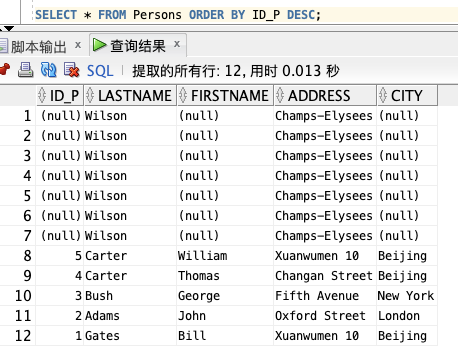 SELECT * FROM Persons ORDER BY ID_P DESC;
脚本输出 x 查询结果 x
SQL | 提取的所有行: 12, 用时 0.013 秒
ID_P LASTNAME FIRSTNAME ADDRESS CITY
1 (null) Wilson (null) Champs-Elysees (null)
2 (null) Wilson (null) Champs-Elysees (null)
3 (null) Wilson (null) Champs-Elysees (null)
4 (null) Wilson (null) Champs-Elysees (null)
5 (null) Wilson (null) Champs-Elysees (null)
6 (null) Wilson (null) Champs-Elysees (null)
7 (null) Wilson (null) Champs-Elysees (null)
8 5 Carter William Xuanwumen 10 Beijing
9 4 Carter Thomas Changan Street Beijing
10 3 Bush George Fifth Avenue New York
11 2 Adams John Oxford Street London
12 1 Gates Bill Xuanwumen 10 Beijing